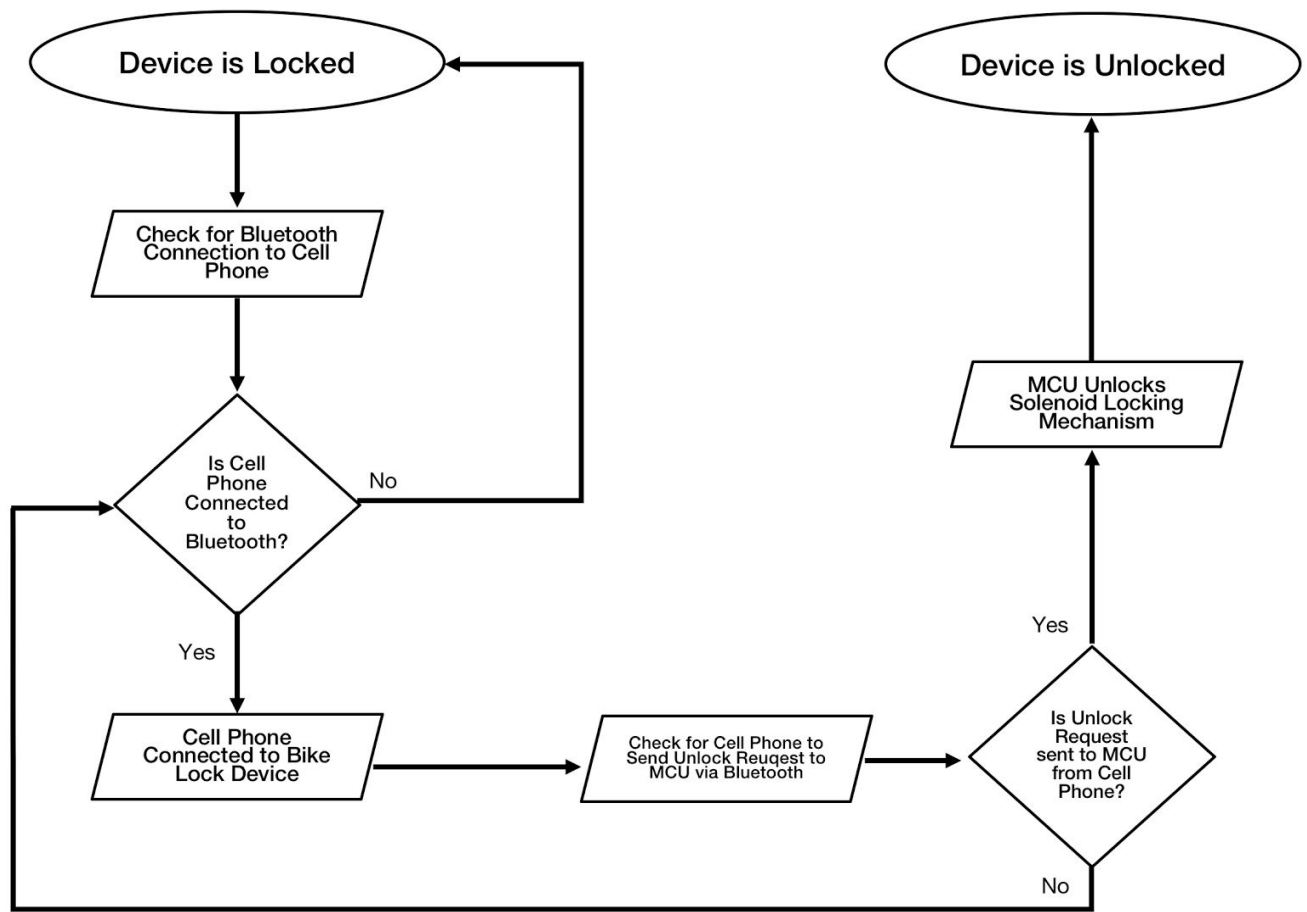 Device is Locked
Device is Unlocked
Check for Bluetooth
Connection to Cell
Phone
MCU Unlocks
Solenoid Locking
Mechanism
Is Cell
Phone
Connected
to
Bluetooth?
No
Yes
Yes
Cell Phone
Connected to Bike
Lock Device
Check for Cell Phone to
Send Unlock Reuqest to
MCU via Bluetooth
Is Unlock
Request
sent to MCU
from Cell
Phone?
No